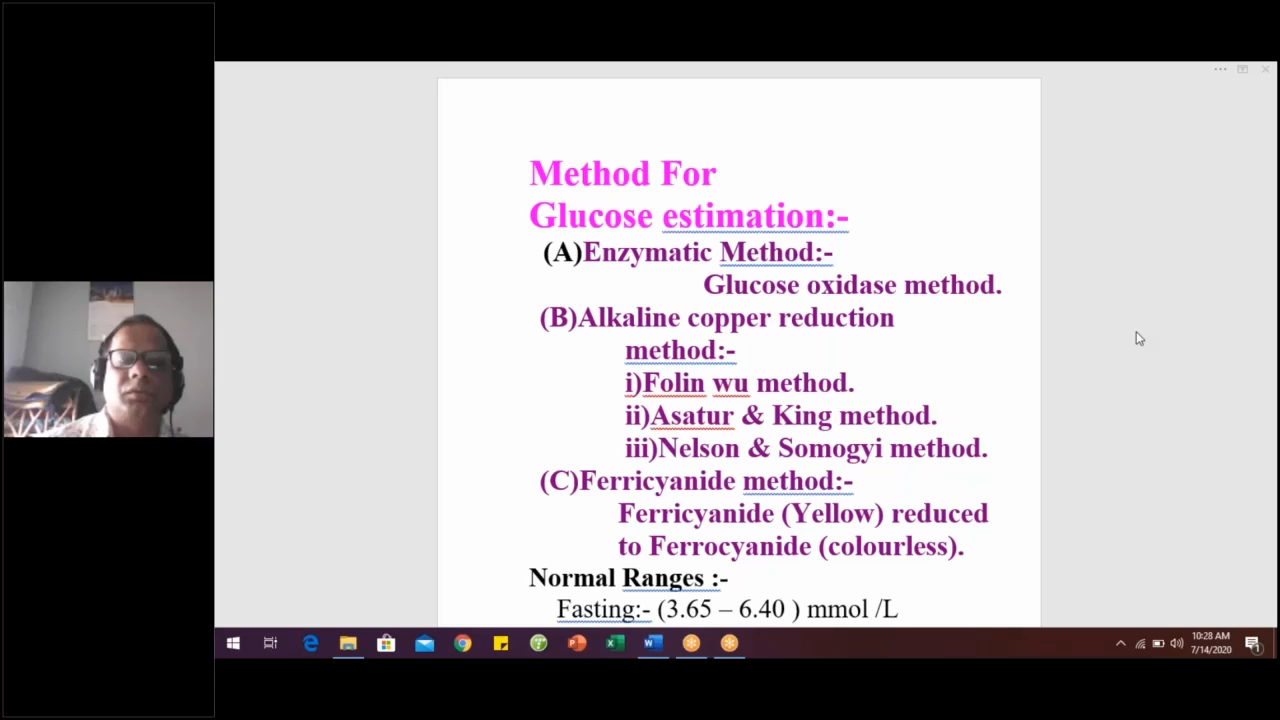 Method For
Glucose estimation:-
(A)Enzymatic Method:-
Glucose oxidase method.
(B)Alkaline copper reduction
method:-
i)Folin wu method.
ii)Asatur & King method.
iii)Nelson & Somogyi method.
(C)Ferricyanide method:-
Ferricyanide (Yellow) reduced
to Ferrocyanide (colourless).
Normal Ranges :-
Fasting:- (3.65 – 6.40 ) mmol /L
10:28 AM
7/14/2020
1